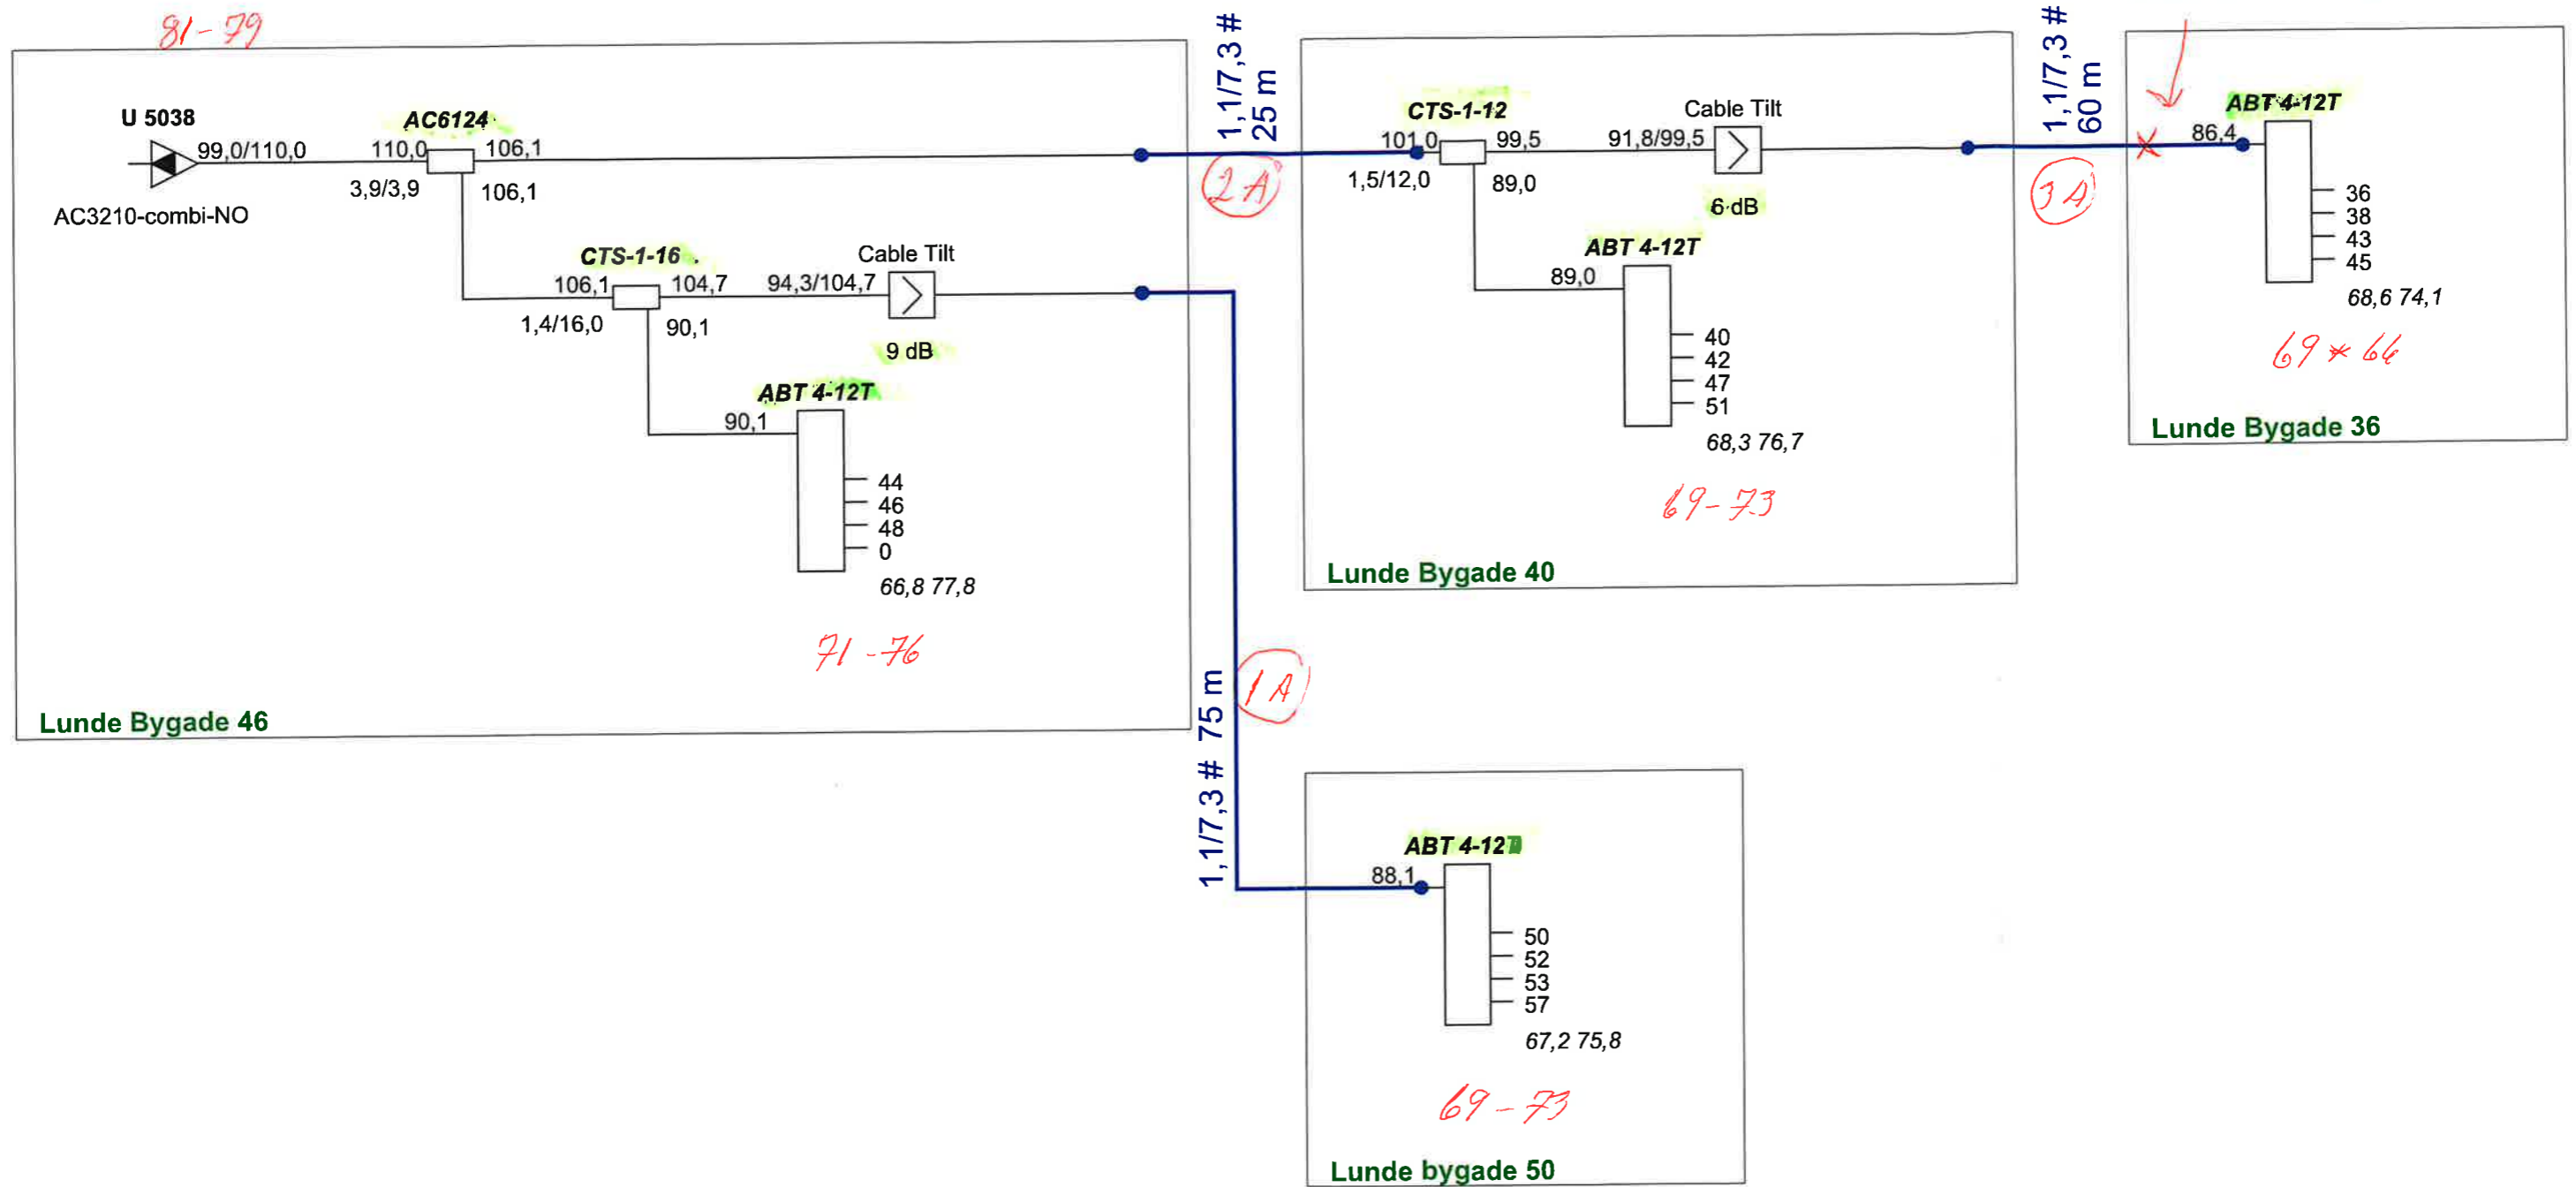 81-79
U 5038
99,0/110,0
AC3210-combi-NO
AC6124
110,0
106,1
3,9/3,9
106,1
CTS-1-16
106,1
104,7
1,4/16,0
90,1
94,3/104,7
Cable Tilt
9 dB
ABT 4-12T
90,1
44
46
48
0
66,8 77,8
71-76
Lunde Bygade 46
1,1/7,3 #
25 m
2A
CTS-1-12
101,0
99,5
1,5/12,0
89,0
91,8/99,5
Cable Tilt
6 dB
ABT 4-12T
89,0
40
42
47
51
68,3 76,7
69-73
Lunde Bygade 40
1,1/7,3 #
60 m
3A
ABT 4-12T
86,4
36
38
43
45
68,6 74,1
69 * 66
Lunde Bygade 36
1,1/7,3 # 75 m
1A
ABT 4-12T
88,1
50
52
53
57
67,2 75,8
69-73
Lunde bygade 50